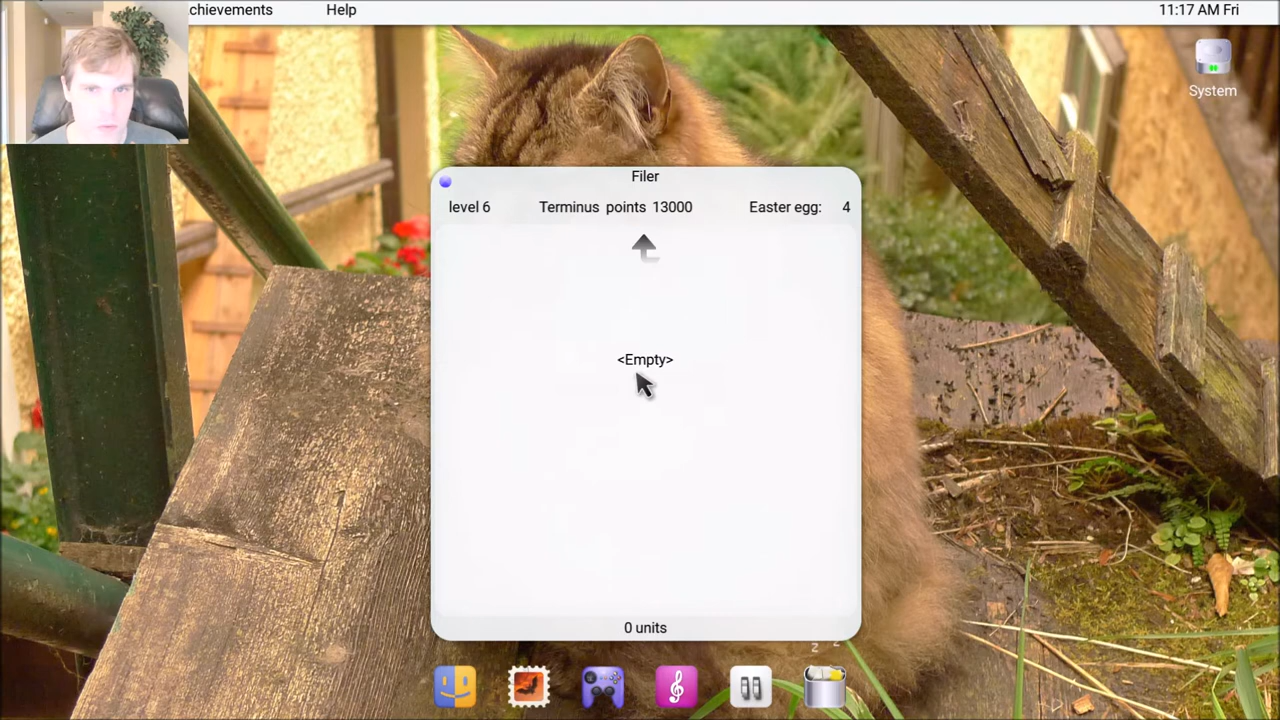 chievements Help 11:17 AM Fri
System
Filer
level 6 Terminus points 13000 Easter egg: 4
<Empty>
0 units
z z